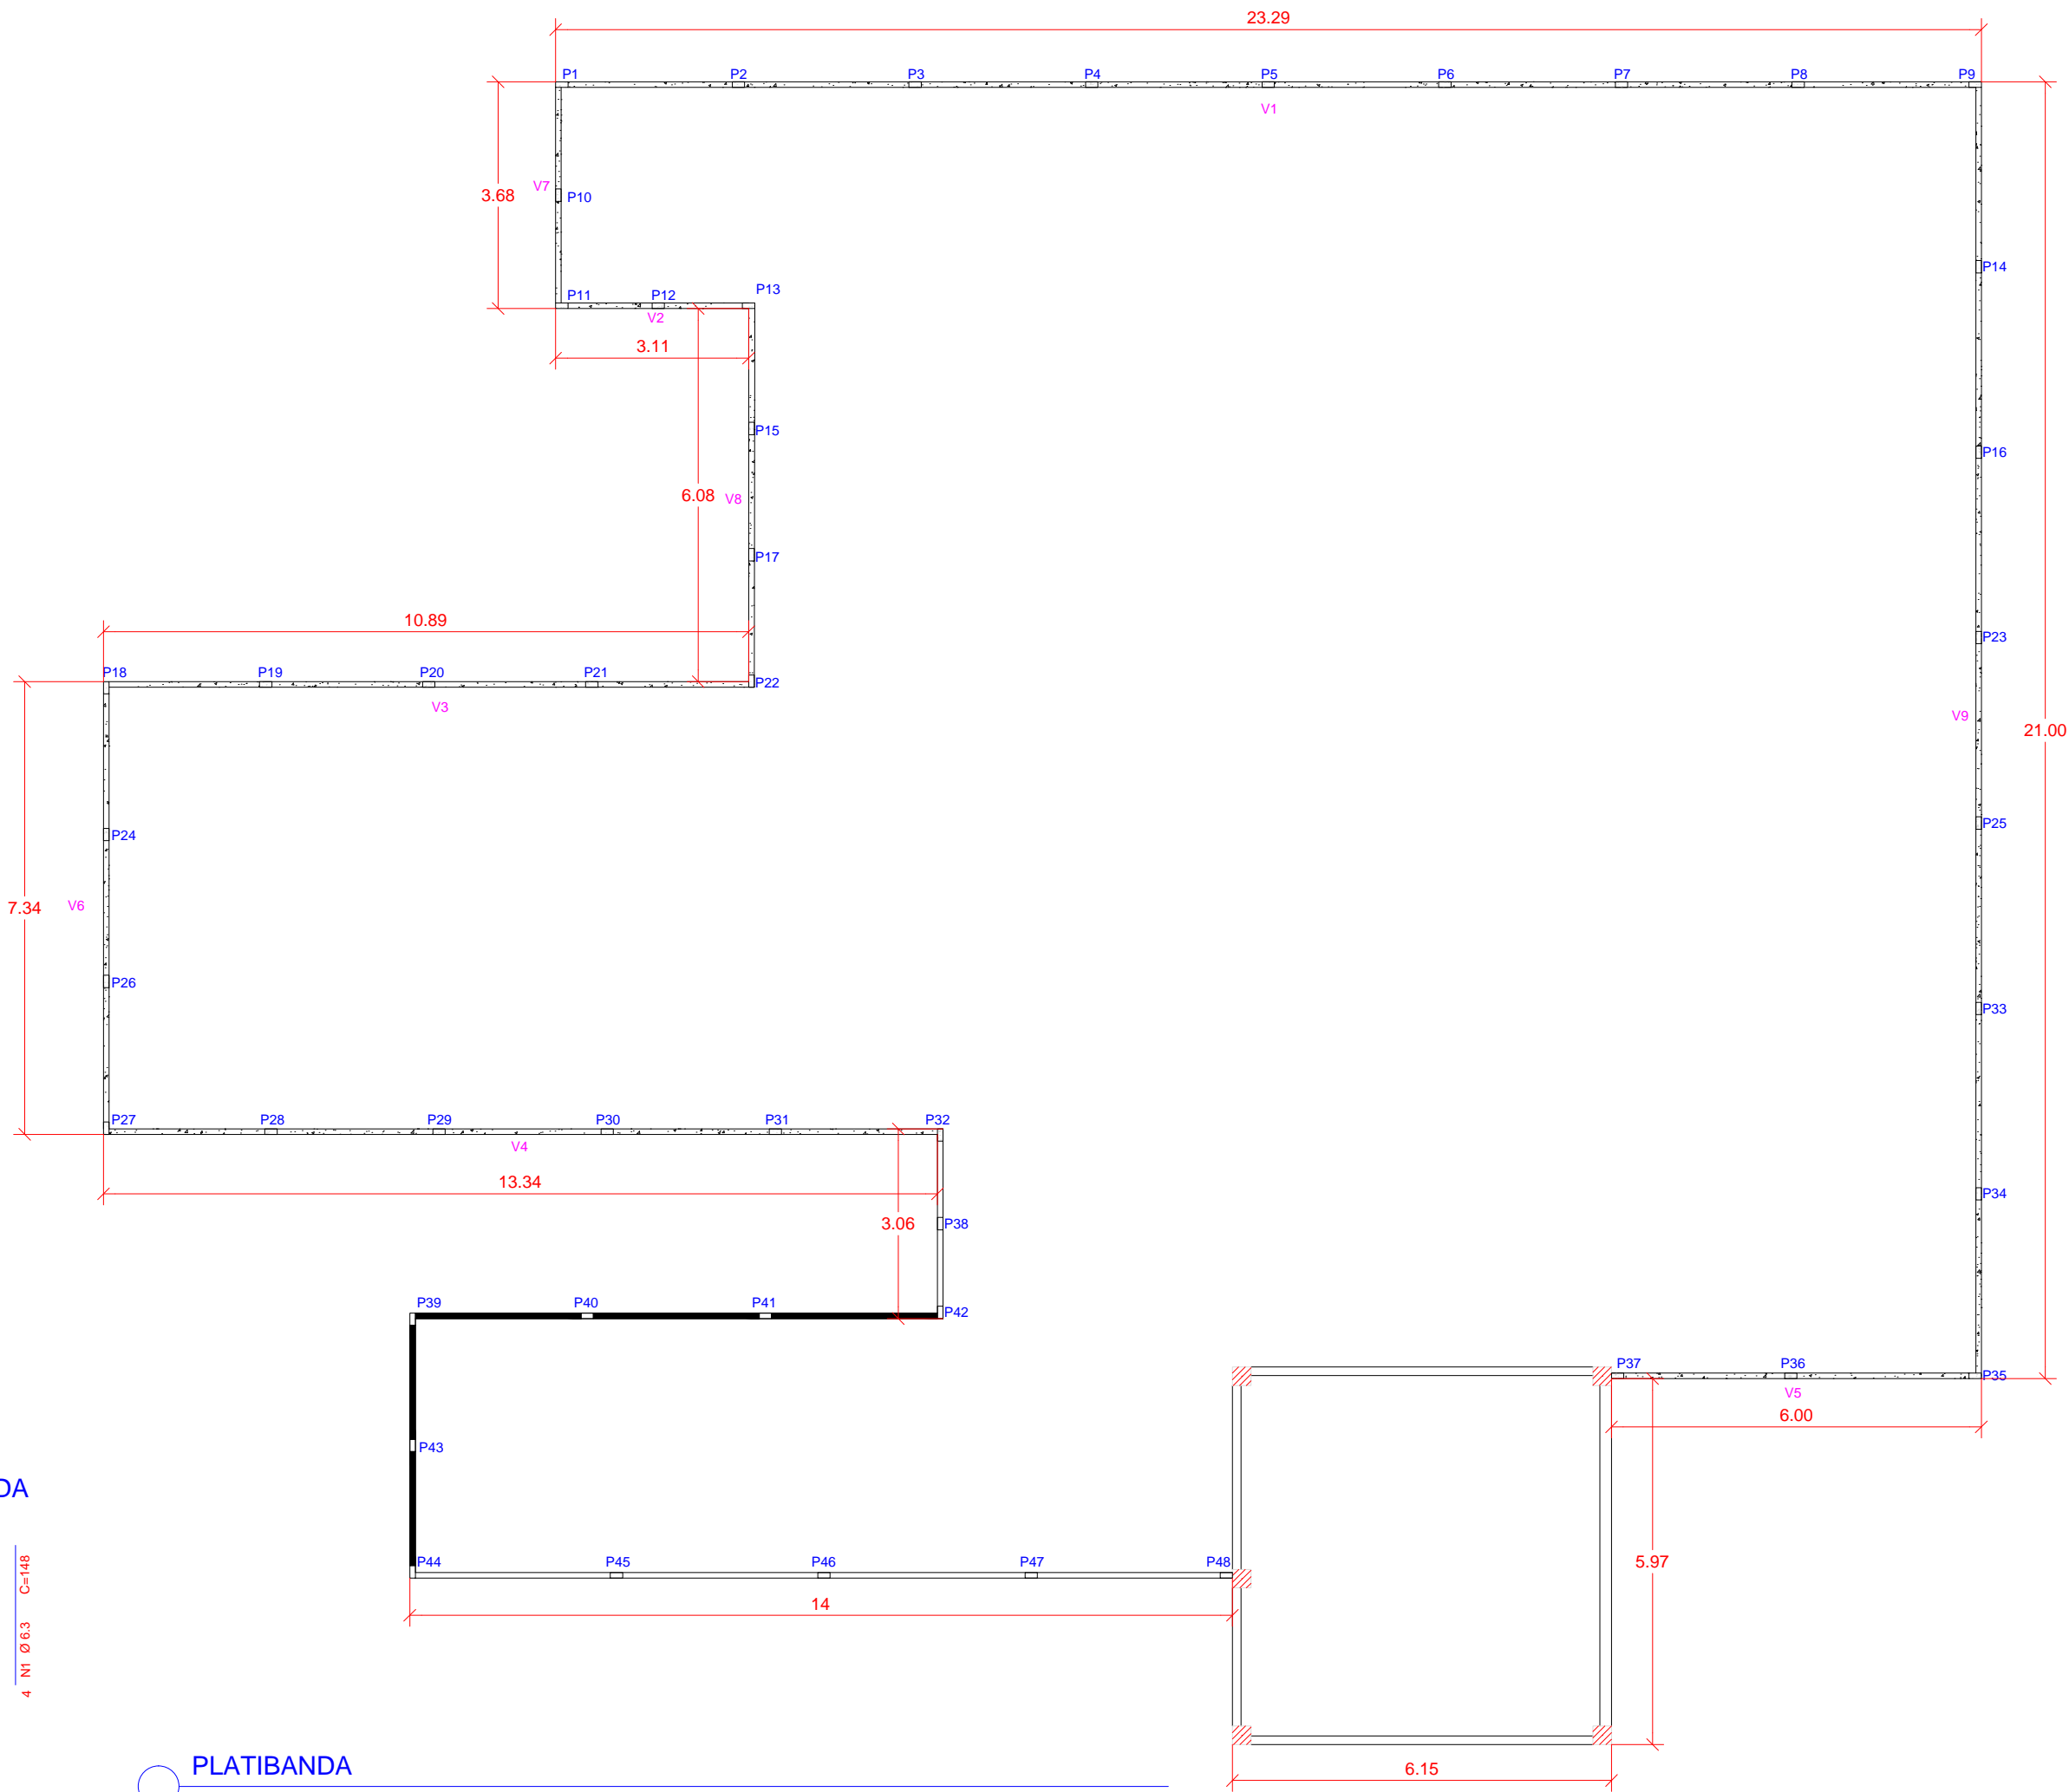 23.29
P1 P2 P3 P4 P5 P6 P7 P8 P9
V1
V7
3.68
P10
P14
P11 P12 P13
V2
3.11
P15
P16
6.08
V8
P17
10.89
P23
P18 P19 P20 P21
P22
V3
V9
21.00
P24
P25
7.34
V6
P26
P33
P27 P28 P29 P30 P31 P32
V4
13.34
P34
3.06
P38
P39 P40 P41
P42
P37 P36
P35
V5
6.00
P43
DA
P44 P45 P46 P47 P48
5.97
4 N1 Ø 6.3 C=148
14
PLATIBANDA
6.15